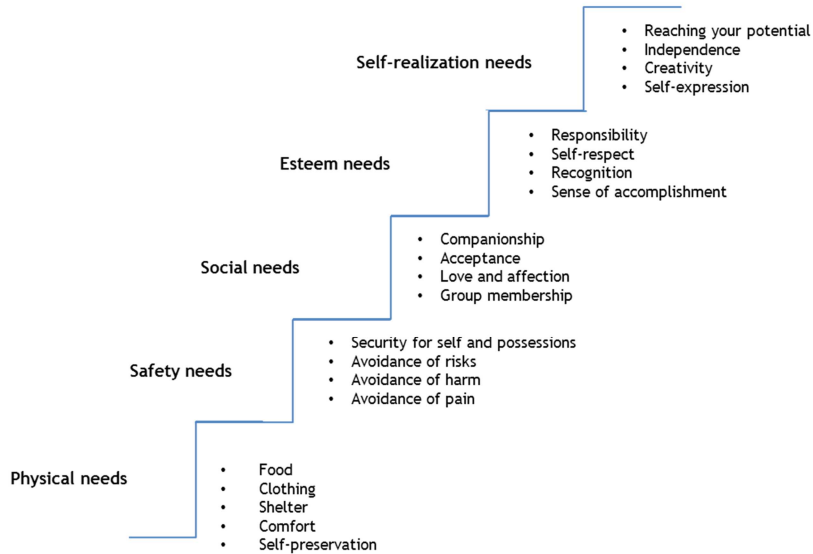 Self-realization needs
• Reaching your potential
• Independence
• Creativity
• Self-expression
Esteem needs
• Responsibility
• Self-respect
• Recognition
• Sense of accomplishment
Social needs
• Companionship
• Acceptance
• Love and affection
• Group membership
Safety needs
• Security for self and possessions
• Avoidance of risks
• Avoidance of harm
• Avoidance of pain
Physical needs
• Food
• Clothing
• Shelter
• Comfort
• Self-preservation